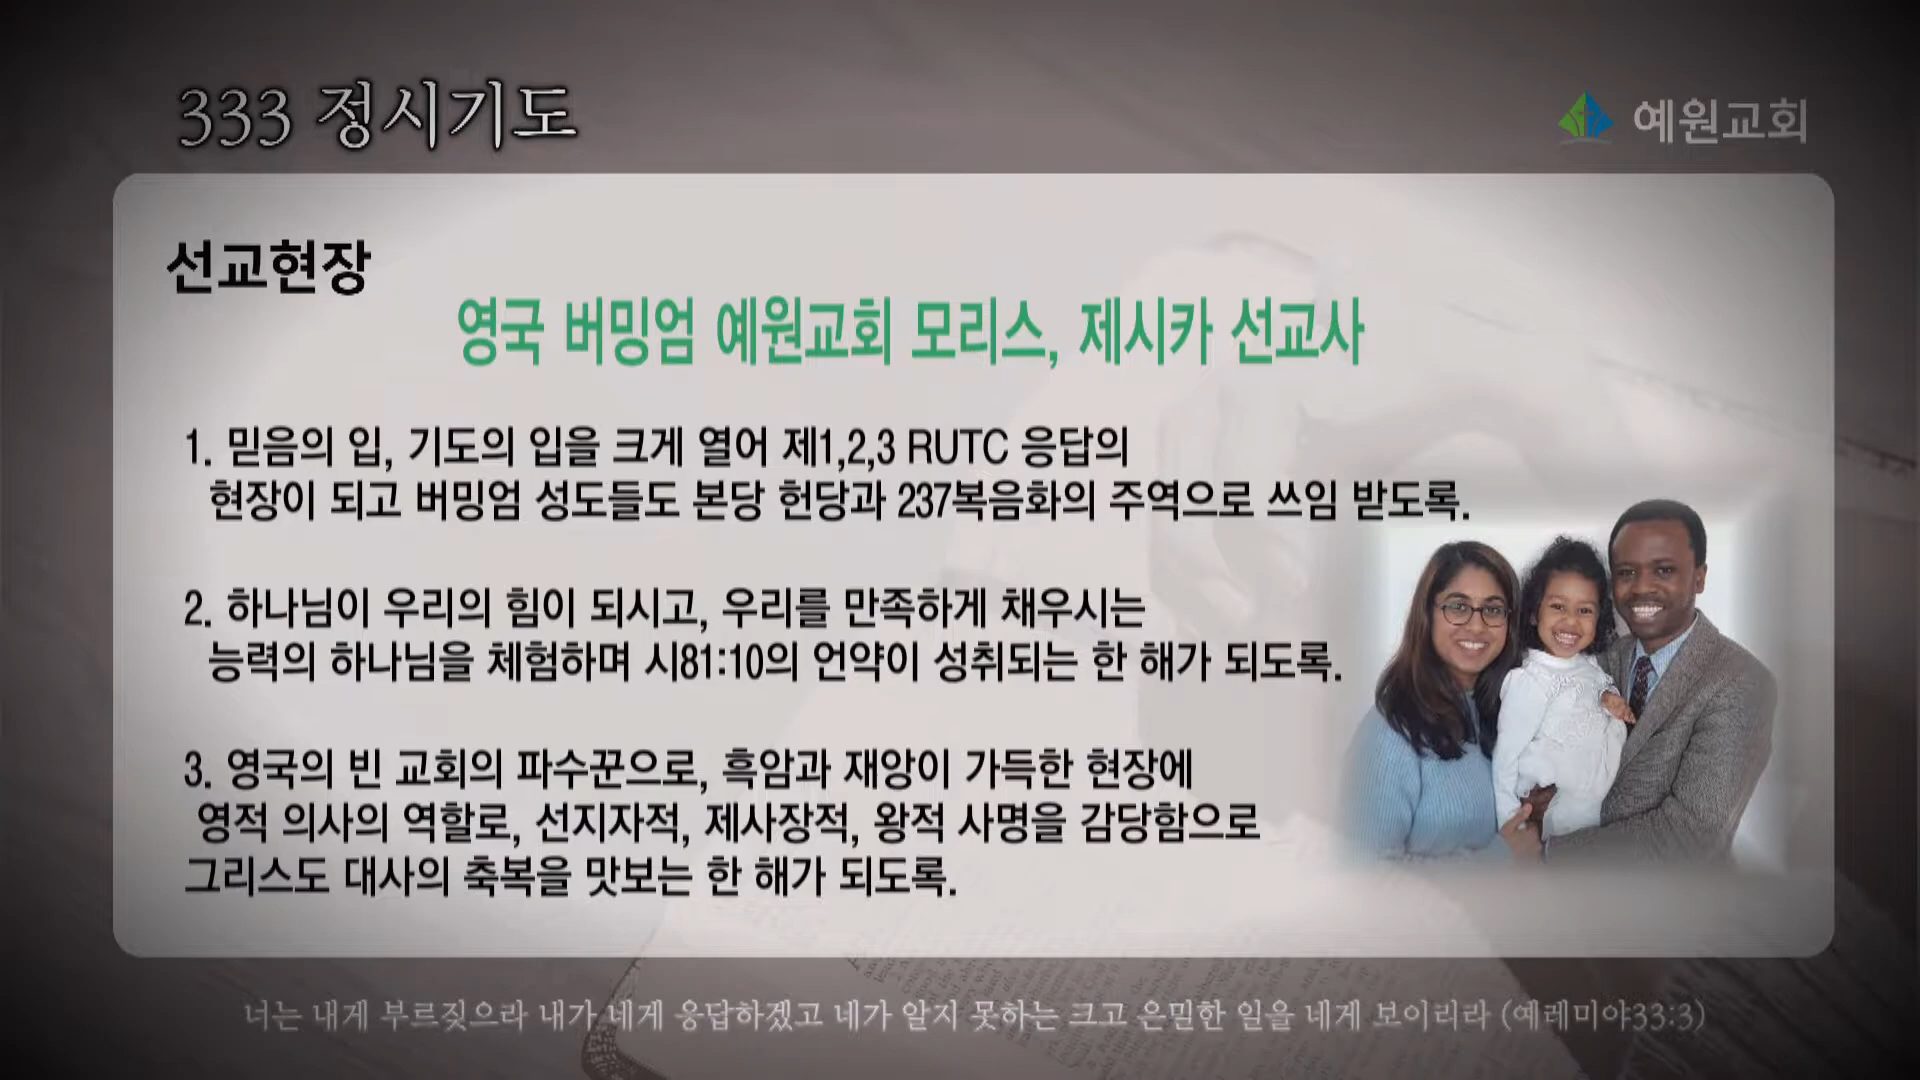 333 정시기도
예원교회
선교현장
영국 버밍엄 예원교회 모리스, 제시카 선교사
1. 믿음의 입, 기도의 입을 크게 열어 제1,2,3 RUTC 응답의
현장이 되고 버밍엄 성도들도 본당 헌당과 237복음화의 주역으로 쓰임 받도록.
2. 하나님이 우리의 힘이 되시고, 우리를 만족하게 채우시는
능력의 하나님을 체험하며 시81:10의 언약이 성취되는 한 해가 되도록.
3. 영국의 빈 교회의 파수꾼으로, 흑암과 재앙이 가득한 현장에
영적 의사의 역할로, 선지자적, 제사장적, 왕적 사명을 감당함으로
그리스도 대사의 축복을 맛보는 한 해가 되도록.
너는 내게 부르짖으라 내가 네게 응답하겠고 네가 알지 못하는 크고 은밀한 일을 네게 보이리라 (예레미야33:3)